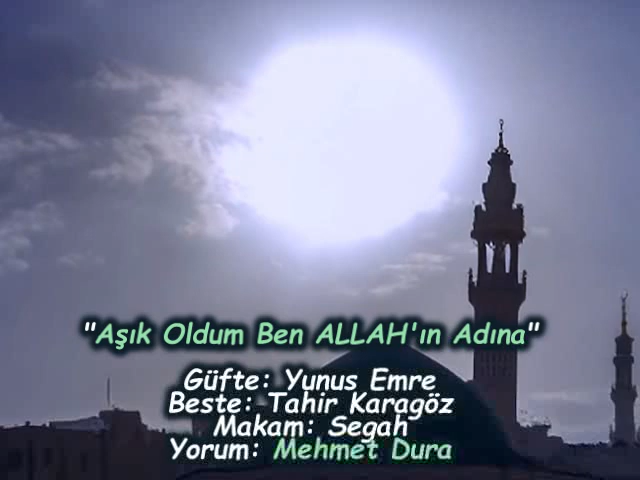 "Aşık Oldum Ben ALLAH'ın Adına"
Güfte: Yunus Emre
Beste: Tahir Karagöz
Makam: Segah
Yorum: Mehmet Dura